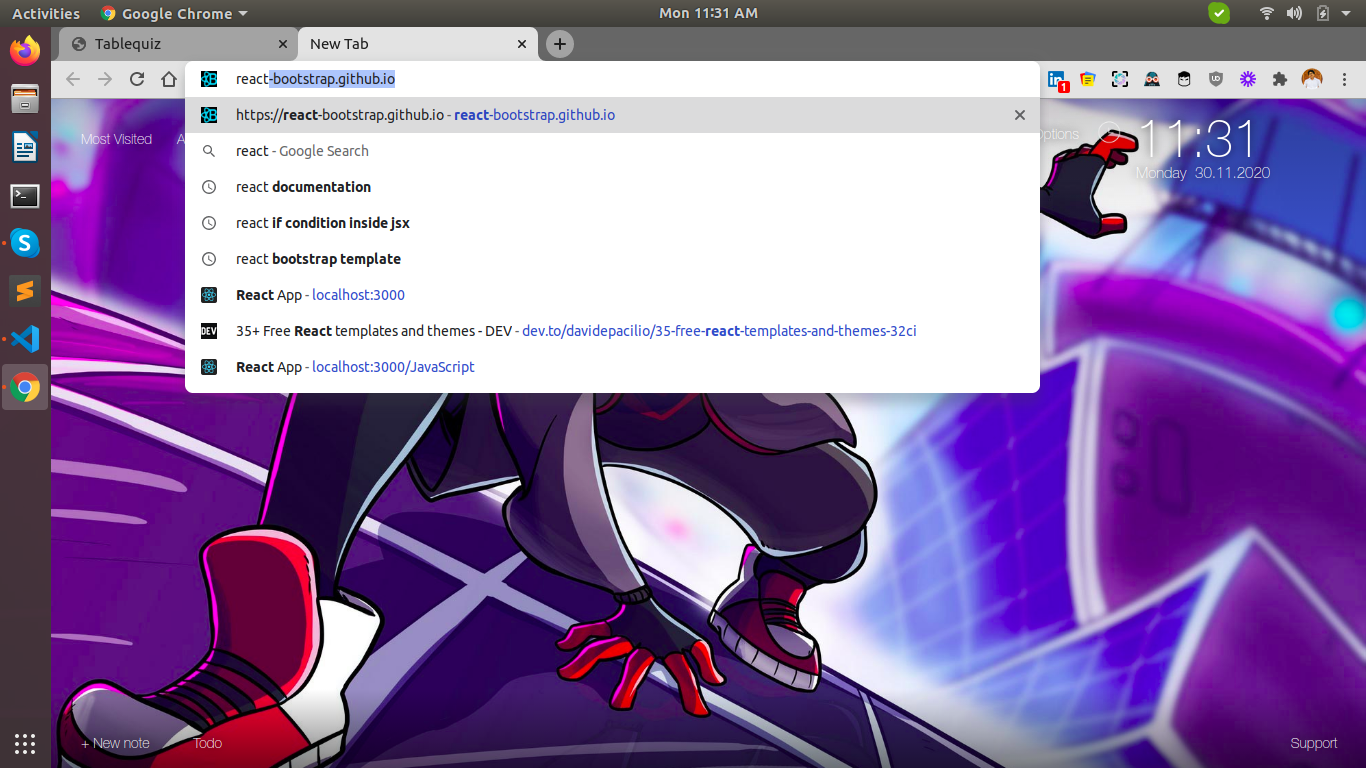 Activities Google Chrome Mon 11:31 AM
Tablequiz New Tab
react-bootstrap.github.io
1
https://react-bootstrap.github.io - react-bootstrap.github.io
react - Google Search
react documentation
react if condition inside jsx
react bootstrap template
React App - localhost:3000
35+ Free React templates and themes - DEV - dev.to/davidepacilio/35-free-react-templates-and-themes-32ci
React App - localhost:3000/JavaScript
Most Visited
Options
11:31
Monday 30.11.2020
DEV
+ New note Todo
Support